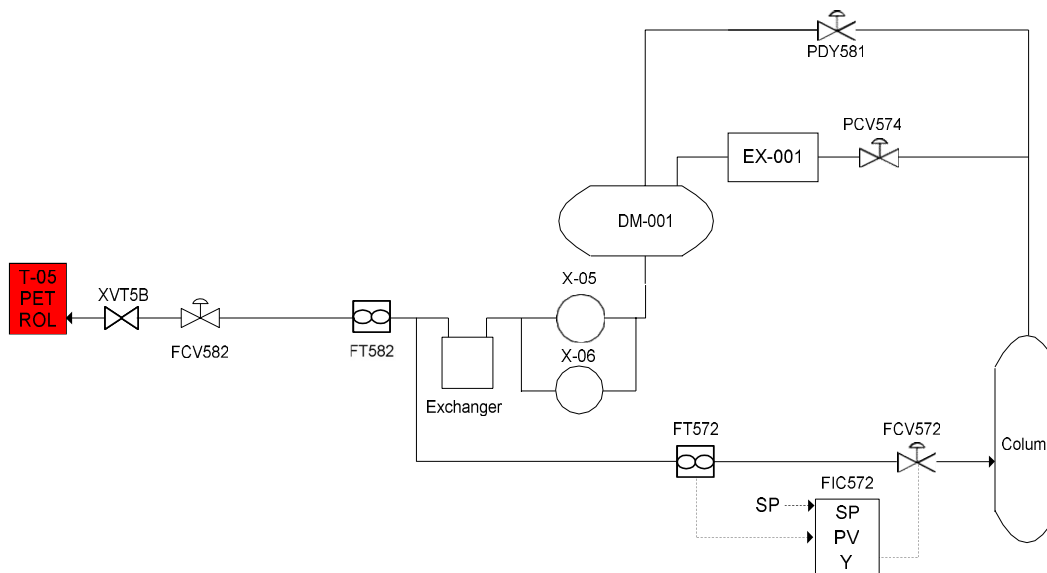 PDY581
PCV574
EX-001
DM-001
T-05
PET
ROL
XVT5B
FCV582
FT582
X-05
X-06
Exchanger
FT572
FCV572
Colum
FIC572
SP
SP
PV
Y